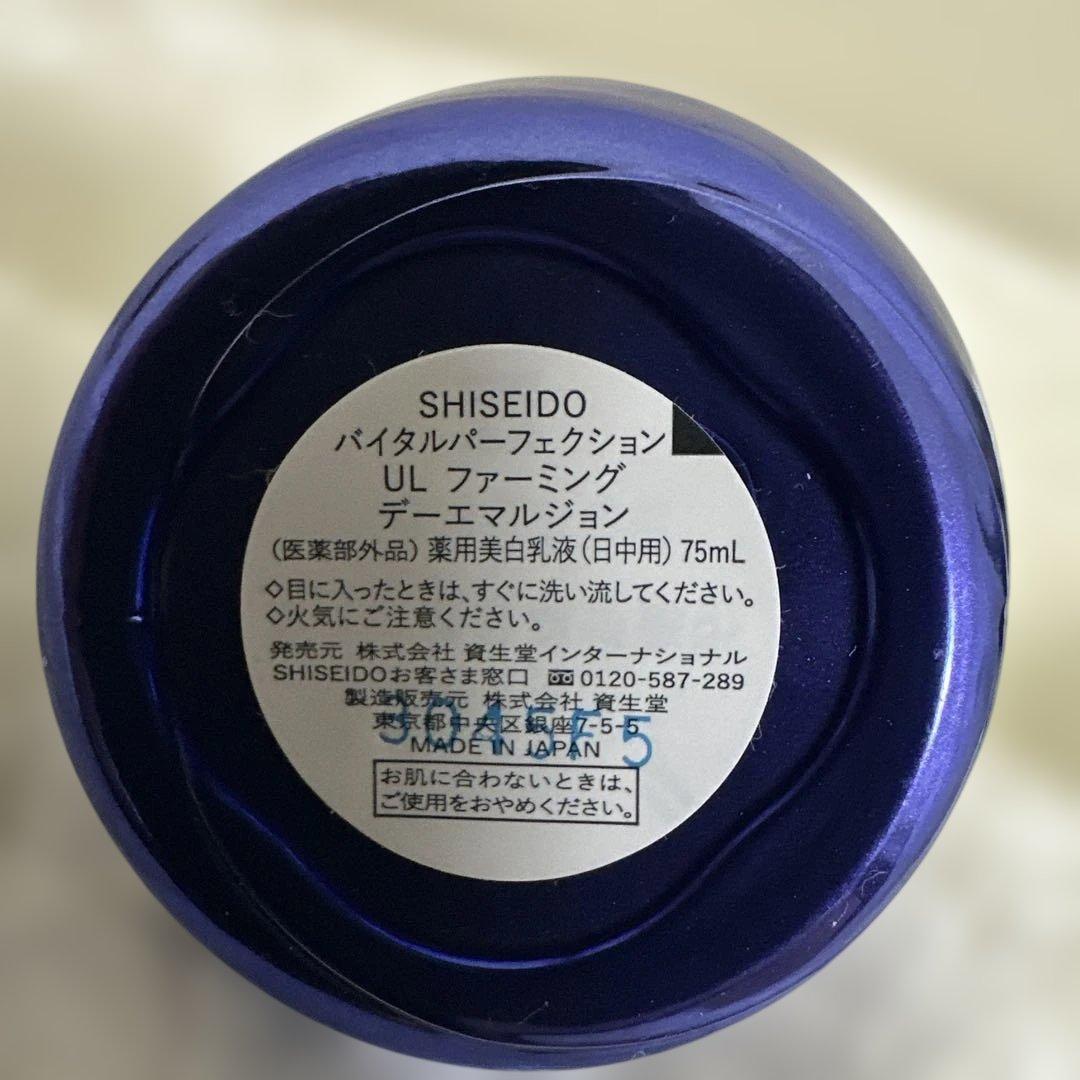 SHISEIDO
バイタルパーフェクション
UL ファーミング
デーエマルジョン
(医薬部外品) 薬用美白乳液(日中用) 75mL
◇目に入ったときは、すぐに洗い流してください。
◇火気にご注意ください。
発売元 株式会社 資生堂インターナショナル
SHISEIDOお客さま窓口 0120-587-289
製造販売元 株式会社 資生堂
東京都中央区銀座7-5-5
MADE IN JAPAN
お肌に合わないときは、
ご使用をおやめください。